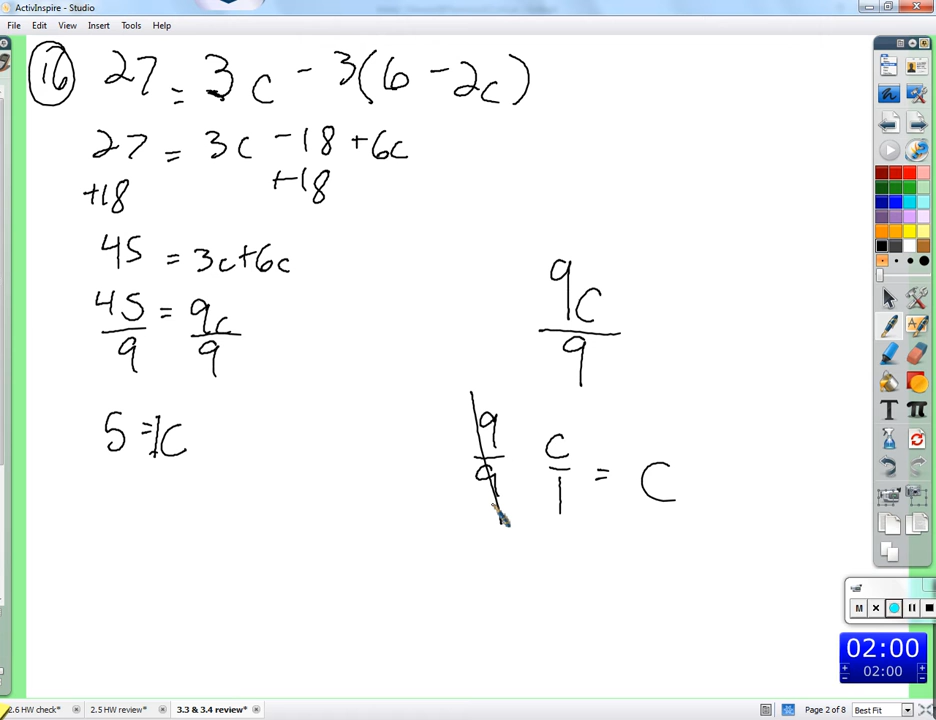 ActivInspire - Studio
File Edit View Insert Tools Help
16 27 = 3c - 3(6 - 2c)
27 = 3c - 18 + 6c
+18 +18
45 = 3c+6c
45 = 9c
9 9
5 = 1c
9c
9
9 c
9 1 = C
M
02:00
02:00
2.6 HW check*
2.5 HW review*
3.3 & 3.4 review*
Page 2 of 8
Best Fit